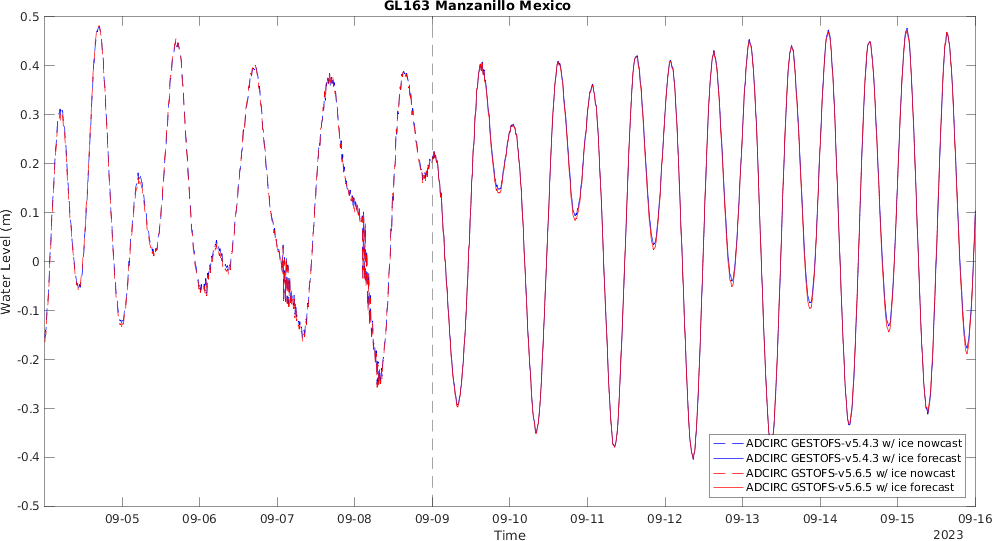 GL163 Manzanillo Mexico
0.5
0.4
0.3
0.2
0.1
0
-0.1
-0.2
-0.3
-0.4
-0.5
Water Level (m)
ADCIRC GESTOFS-v5.4.3 w/ ice nowcast
ADCIRC GESTOFS-v5.4.3 w/ ice forecast
ADCIRC GSTOFS-v5.6.5 w/ ice nowcast
ADCIRC GSTOFS-v5.6.5 w/ ice forecast
09-05 09-06 09-07 09-08 09-09 09-10 09-11 09-12 09-13 09-14 09-15 09-16
Time
2023